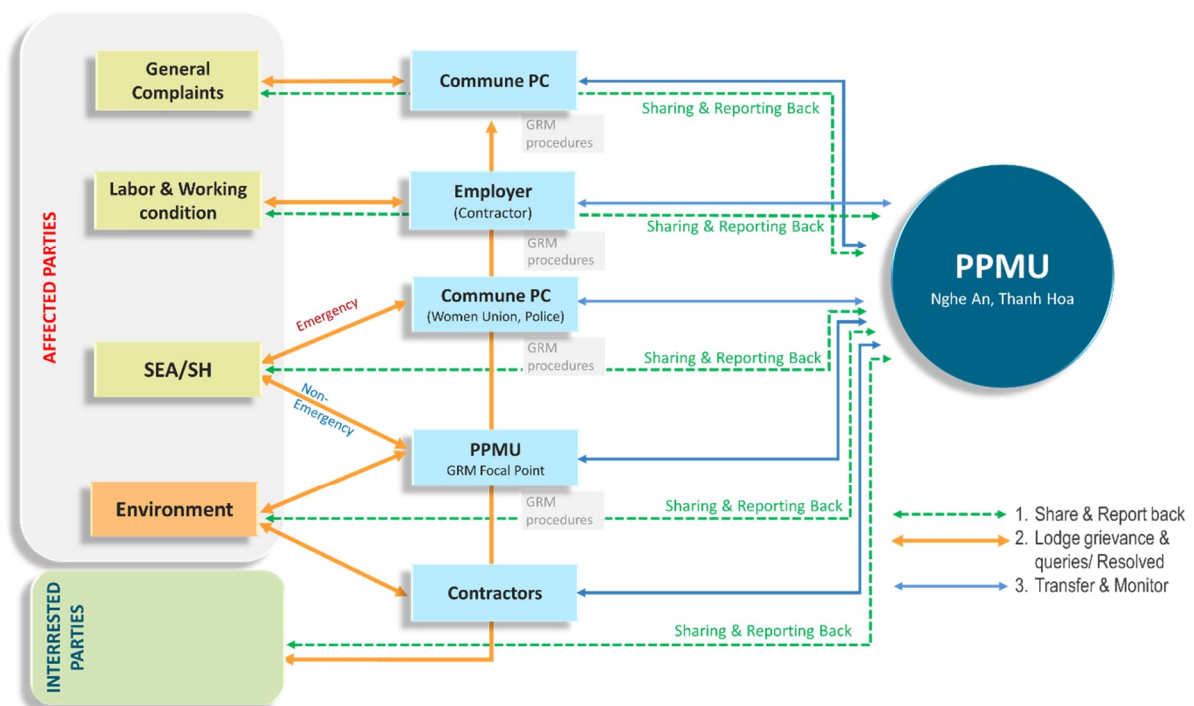 AFFECTED PARTIES
General
Complaints
Commune PC
Sharing & Reporting Back
GRM
procedures
Labor & Working
condition
Employer
(Contractor)
Sharing & Reporting Back
GRM
procedures
PPMU
Nghe An, Thanh Hoa
Emergency
Commune PC
(Women Union, Police)
SEA/SH
Sharing & Reporting Back
GRM
procedures
Non-
Emergency
PPMU
GRM Focal Point
Environment
Sharing & Reporting Back
GRM
procedures
Contractors
1. Share & Report back
2. Lodge grievance &
queries/ Resolved
3. Transfer & Monitor
INTERRESTED
PARTIES
Sharing & Reporting Back